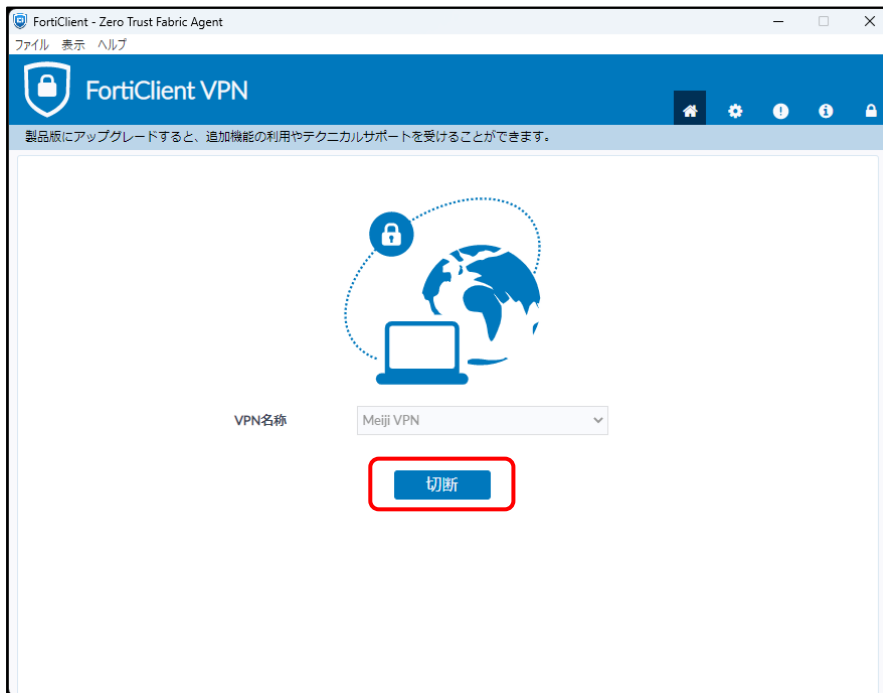 FortiClient - Zero Trust Fabric Agent
ファイル 表示 ヘルプ
FortiClient VPN
製品版にアップグレードすると、追加機能の利用やテクニカルサポートを受けることができます。
VPN名称 Meiji VPN
切断